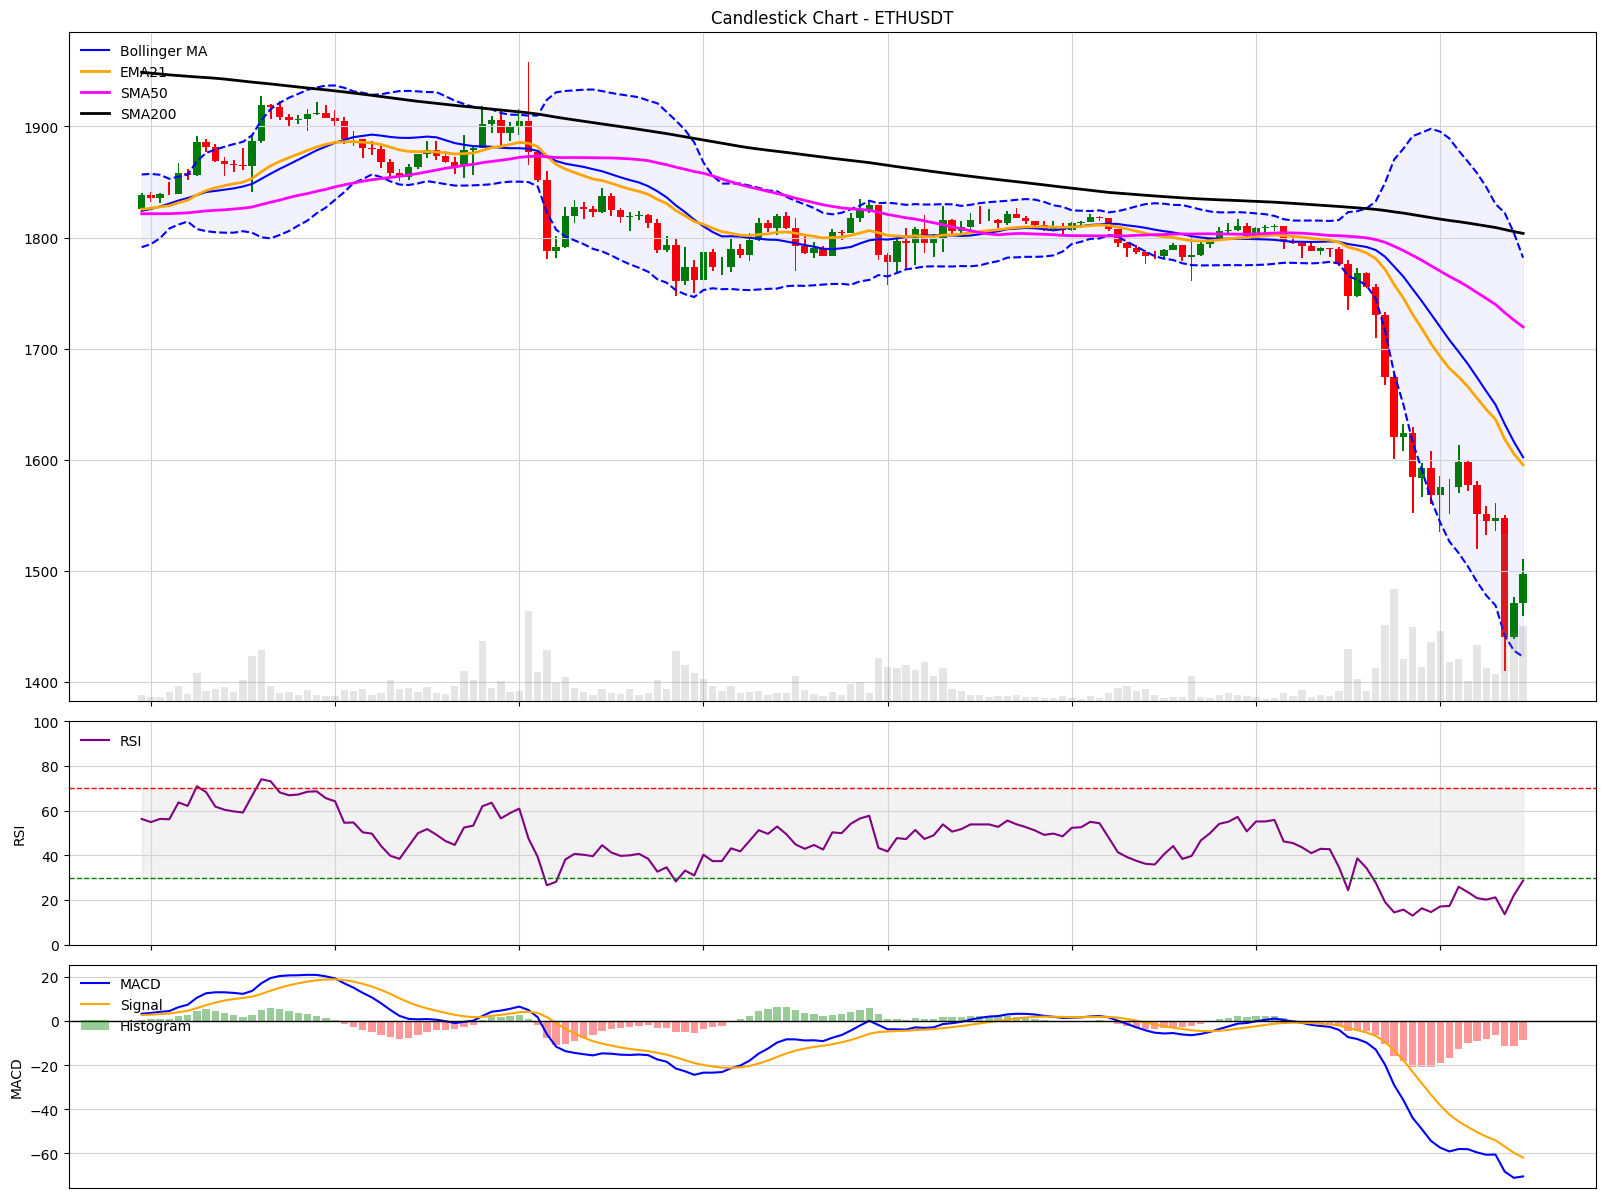 Candlestick Chart - ETHUSDT
Bollinger MA
EMA21
SMA50
SMA200
1900
1800
1700
1600
1500
1400
RSI
100
80
60
40
20
0
RSI
MACD
Signal
Histogram
20
0
−20
−40
−60
MACD